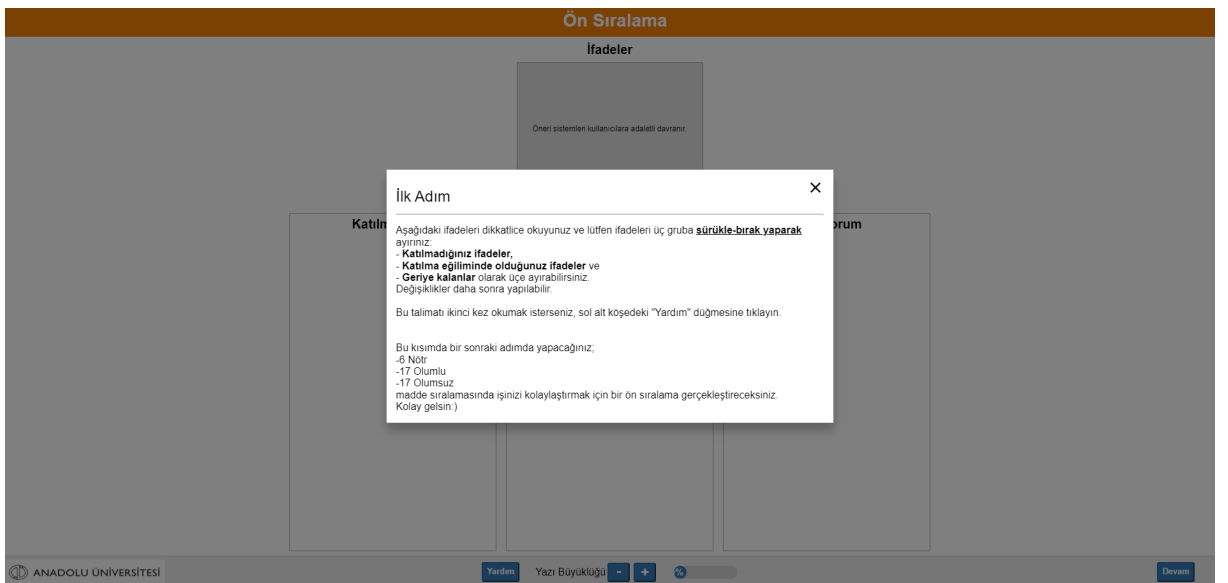 Ön Sıralama
İfadeler
Öneri sistemleri kullanıcılara adaletli davranır.
İlk Adım
Katılm
orum
Aşağıdaki ifadeleri dikkatlice okuyunuz ve lütfen ifadeleri üç gruba sürükle-bırak yaparak
ayırınız:
- Katılmadığınız ifadeler,
- Katılma eğiliminde olduğunuz ifadeler ve
- Geriye kalanlar olarak üçe ayırabilirsiniz.
Değişiklikler daha sonra yapılabilir.
Bu talimatı ikinci kez okumak isterseniz, sol alt köşedeki "Yardım" düğmesine tıklayın.
Bu kısımda bir sonraki adımda yapacağınız;
-6 Nötr
-17 Olumlu
-17 Olumsuz
madde sıralamasında işinizi kolaylaştırmak için bir ön sıralama gerçekleştireceksiniz.
Kolay gelsin:)
ANADOLU ÜNİVERSİTESİ
Yardım Yazı Büyüklüğü - + %
Devam